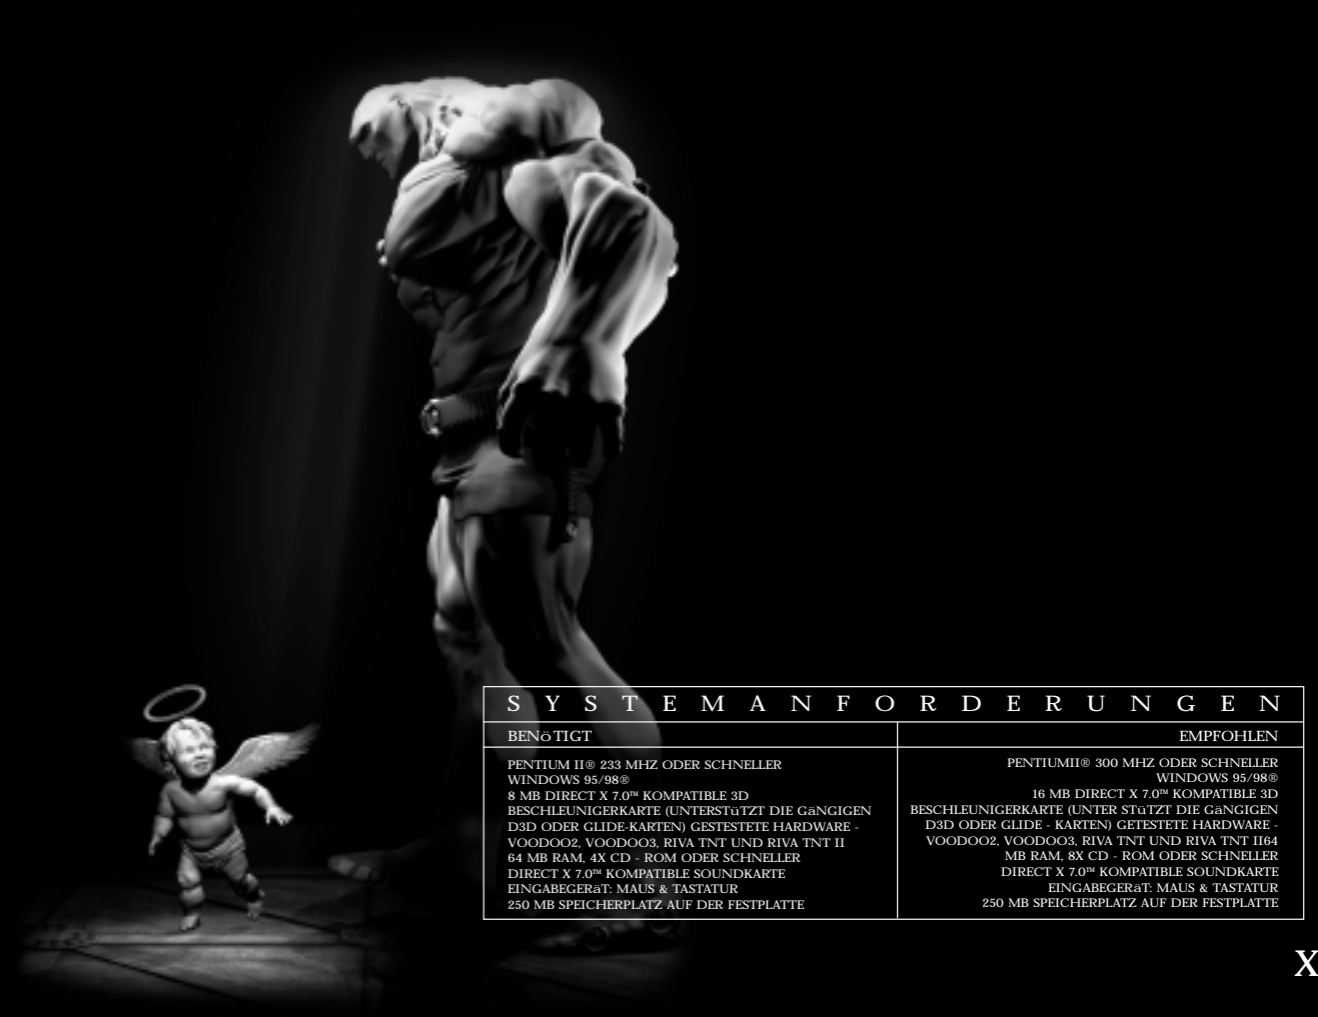 SYSTEMANFORDERUNGEN
BENöTIGT
PENTIUM II® 233 MHZ ODER SCHNELLER
WINDOWS 95/98®
8 MB DIRECT X 7.0™ KOMPATIBLE 3D
BESCHLEUNIGERKARTE (UNTERSTüTZT DIE GäNGIGEN
D3D ODER GLIDE-KARTEN) GESTESTETE HARDWARE -
VOODOO2, VOODOO3, RIVA TNT UND RIVA TNT II
64 MB RAM, 4X CD - ROM ODER SCHNELLER
DIRECT X 7.0™ KOMPATIBLE SOUNDKARTE
EINGABEGERäT: MAUS & TASTATUR
250 MB SPEICHERPLATZ AUF DER FESTPLATTE
EMPFOHLEN
PENTIUMII® 300 MHZ ODER SCHNELLER
WINDOWS 95/98®
16 MB DIRECT X 7.0™ KOMPATIBLE 3D
BESCHLEUNIGERKARTE (UNTER STüTZT DIE GäNGIGEN
D3D ODER GLIDE - KARTEN) GETESTETE HARDWARE -
VOODOO2, VOODOO3, RIVA TNT UND RIVA TNT II64
MB RAM, 8X CD - ROM ODER SCHNELLER
DIRECT X 7.0™ KOMPATIBLE SOUNDKARTE
EINGABEGERäT: MAUS & TASTATUR
250 MB SPEICHERPLATZ AUF DER FESTPLATTE
X